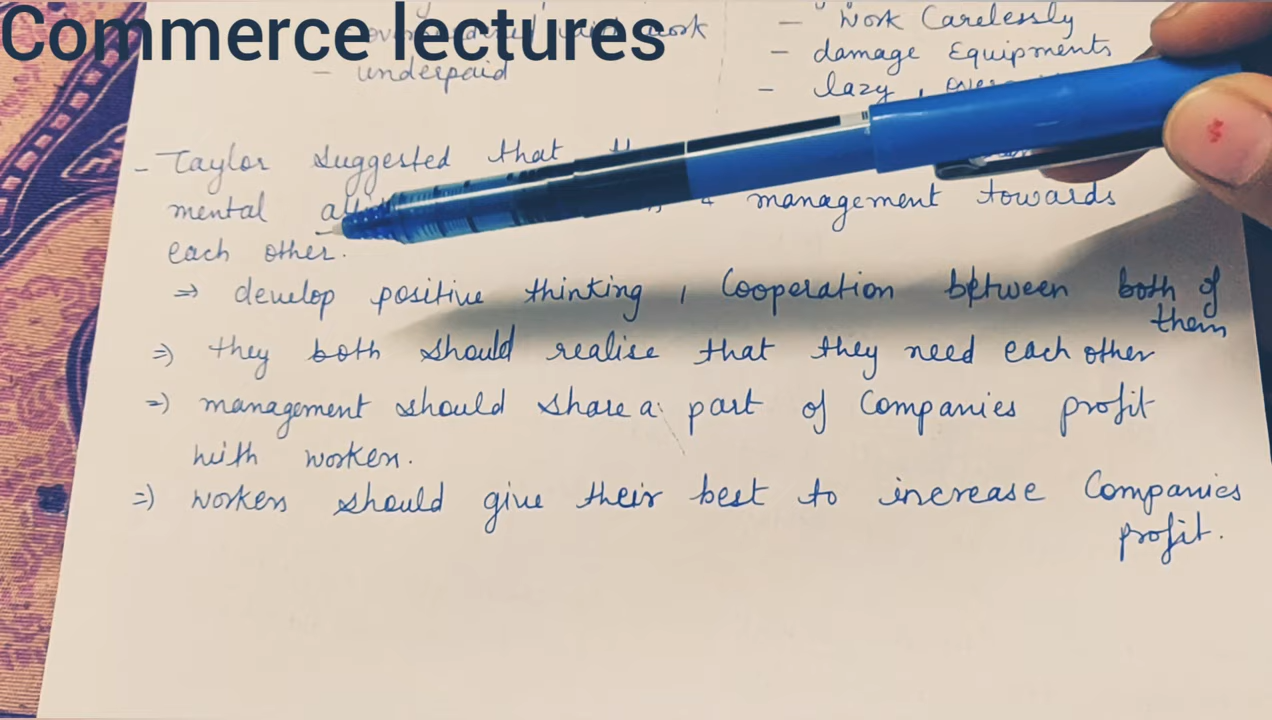 Commerce lectures
work Carelessly
work
- damage Equipments
- underpaid
- lazy,
- Taylor suggested that
mental management towards
each other.
⇒ develop positive thinking, Cooperation between both of
them
⇒ they both should realise that they need each other
⇒ management should share a part of Companies profit
with workers.
⇒ workers should give their best to increase Companies
profit.